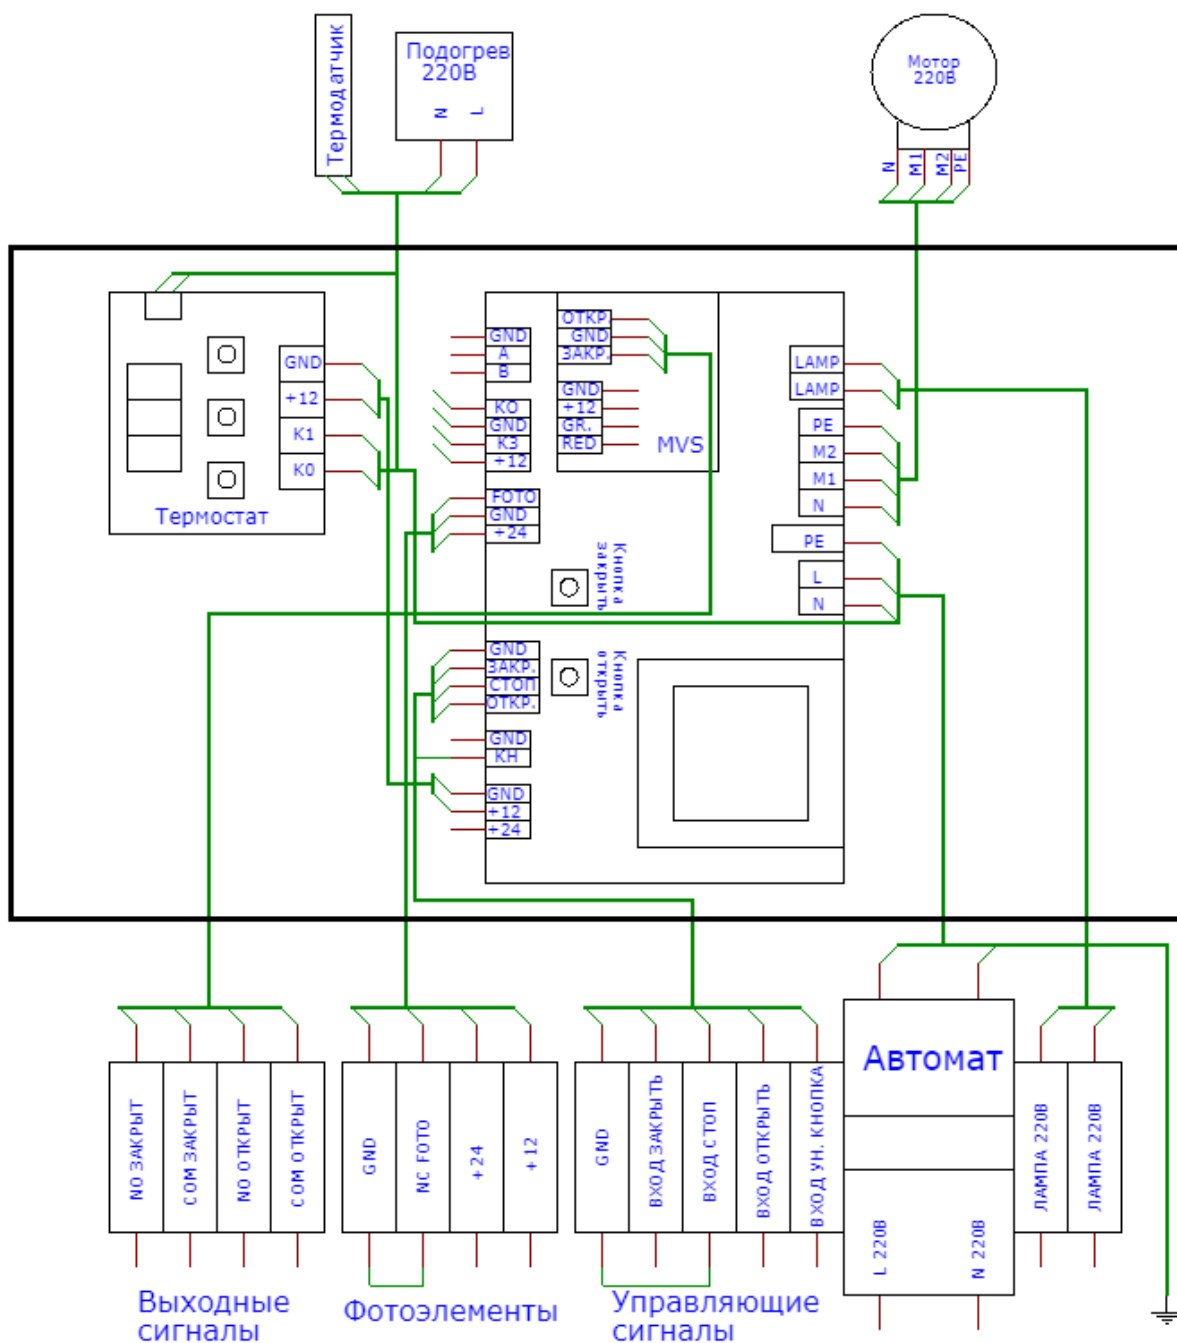 Термодатчик
Подогрев
220В
N
L
Мотор
220В
N
M1
M2
PE
GND
+12
K1
K0
Термостат
GND
A
B
КО
GND
КЗ
+12
FOTO
GND
+24
ОТКР.
GND
ЗАКР.
GND
+12
GR.
RED
MVS
LAMP
LAMP
PE
M2
M1
N
PE
L
N
Кнопка
закрыть
Кнопка
открыть
GND
ЗАКР.
СТОП
ОТКР.
GND
КН
GND
+12
+24
NO ЗАКРЫТ
COM ЗАКРЫТ
NO ОТКРЫТ
COM ОТКРЫТ
Выходные
сигналы
GND
NC FOTO
+24
+12
Фотоэлементы
GND
ВХОД ЗАКРЫТЬ
ВХОД СТОП
ВХОД ОТКРЫТЬ
ВХОД УН. КНОПКА
Управляющие
сигналы
Автомат
L 220В
N 220В
ЛАМПА 220В
ЛАМПА 220В